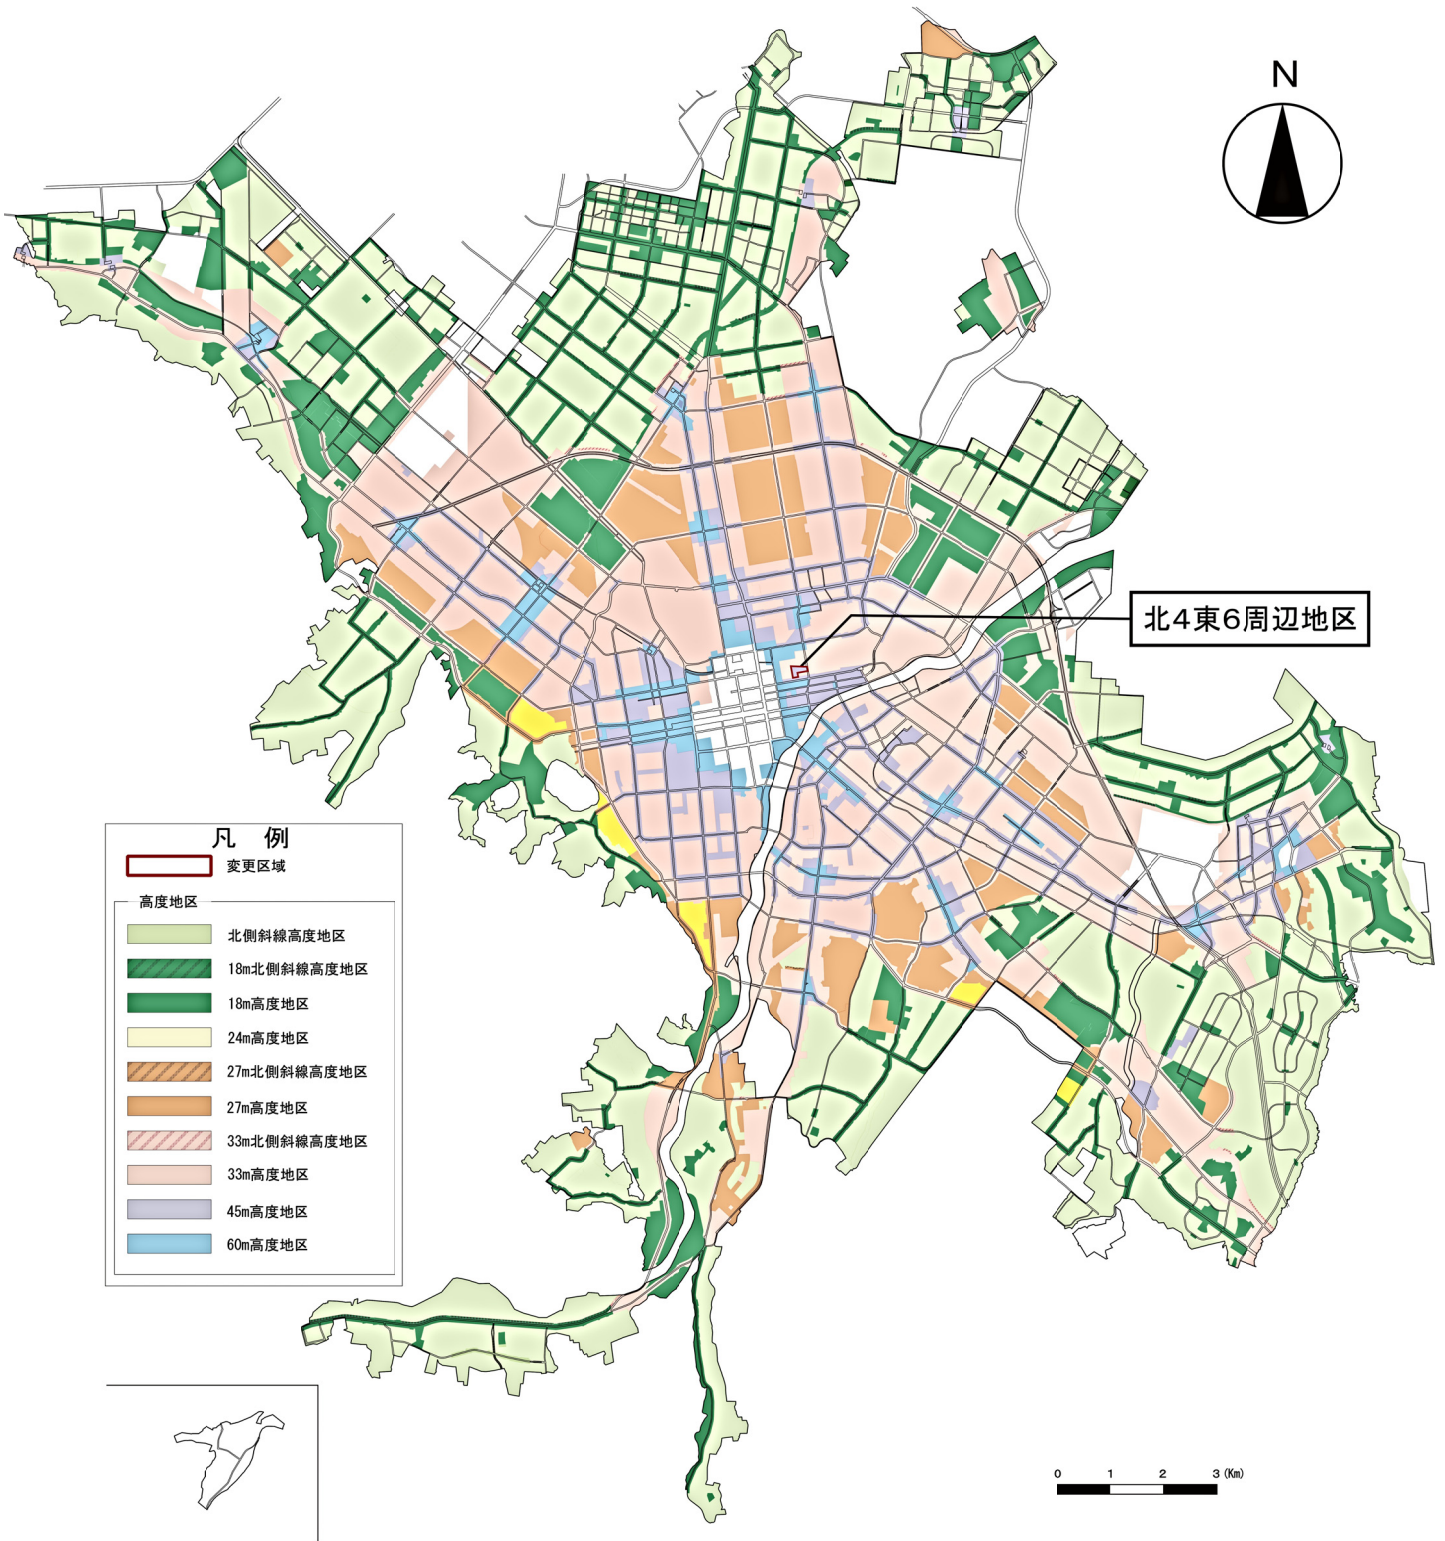 N
北4東6周辺地区
凡 例
変更区域
高度地区
北側斜線高度地区
18m北側斜線高度地区
18m高度地区
24m高度地区
27m北側斜線高度地区
27m高度地区
33m北側斜線高度地区
33m高度地区
45m高度地区
60m高度地区
0 1 2 3 (Km)